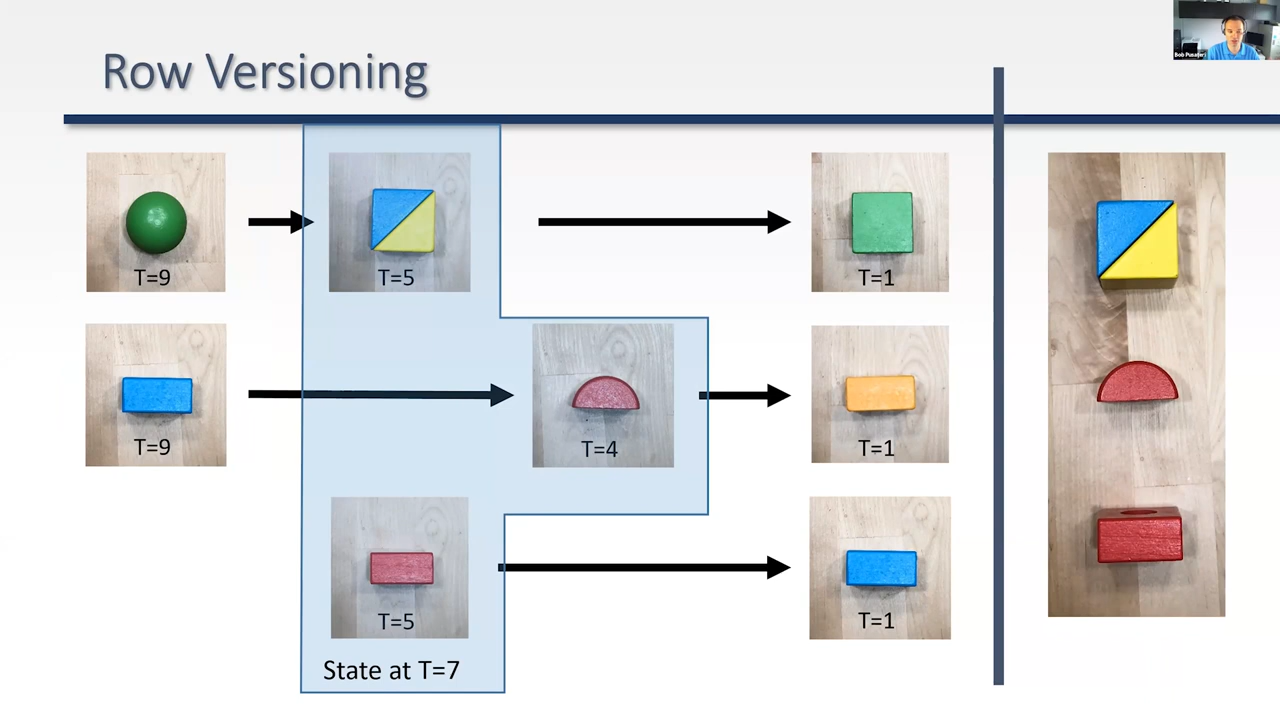 Row Versioning
T=9
T=5
T=1
T=9
T=4
T=1
T=5
T=1
State at T=7